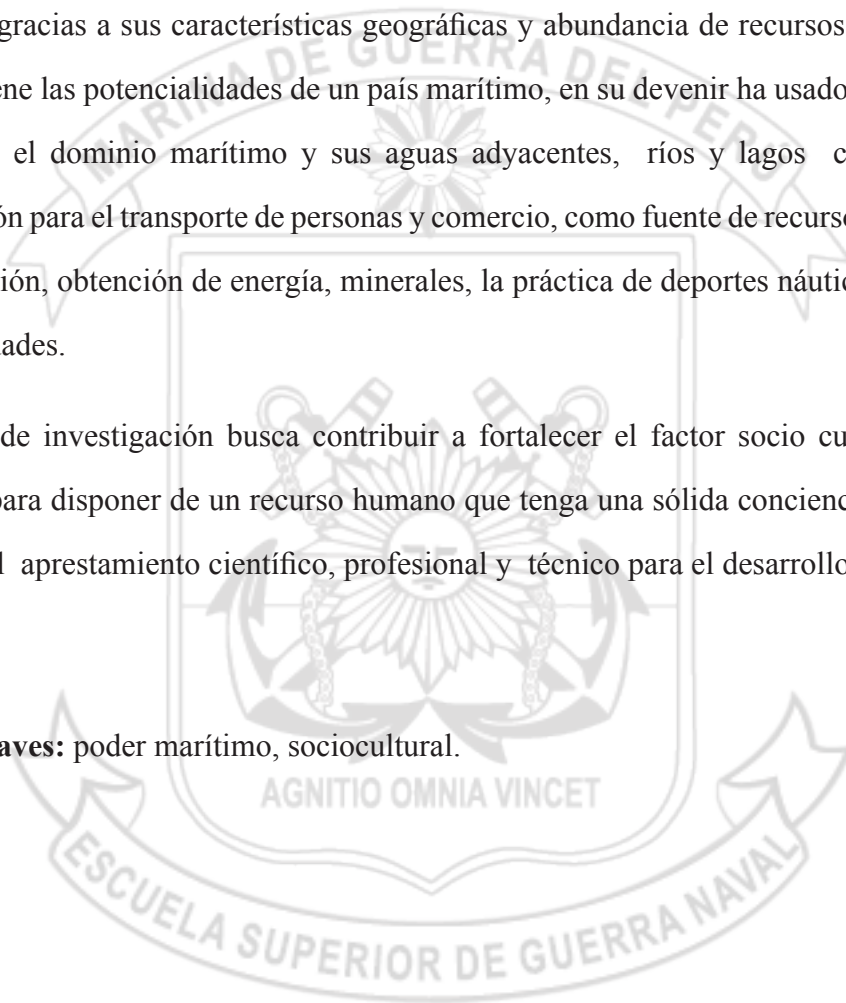 gracias a sus características geográficas y abundancia de recursos
ene las potencialidades de un país marítimo, en su devenir ha usado
el dominio marítimo y sus aguas adyacentes, ríos y lagos c
ón para el transporte de personas y comercio, como fuente de recurso
ción, obtención de energía, minerales, la práctica de deportes náutic
dades.
de investigación busca contribuir a fortalecer el factor socio cu
para disponer de un recurso humano que tenga una sólida concienc
l aprestamiento científico, profesional y técnico para el desarrollo
aves: poder marítimo, sociocultural.
MARINA DE GUERRA DEL PERU
AGNITIO OMNIA VINCET
ESCUELA SUPERIOR DE GUERRA NAVAL